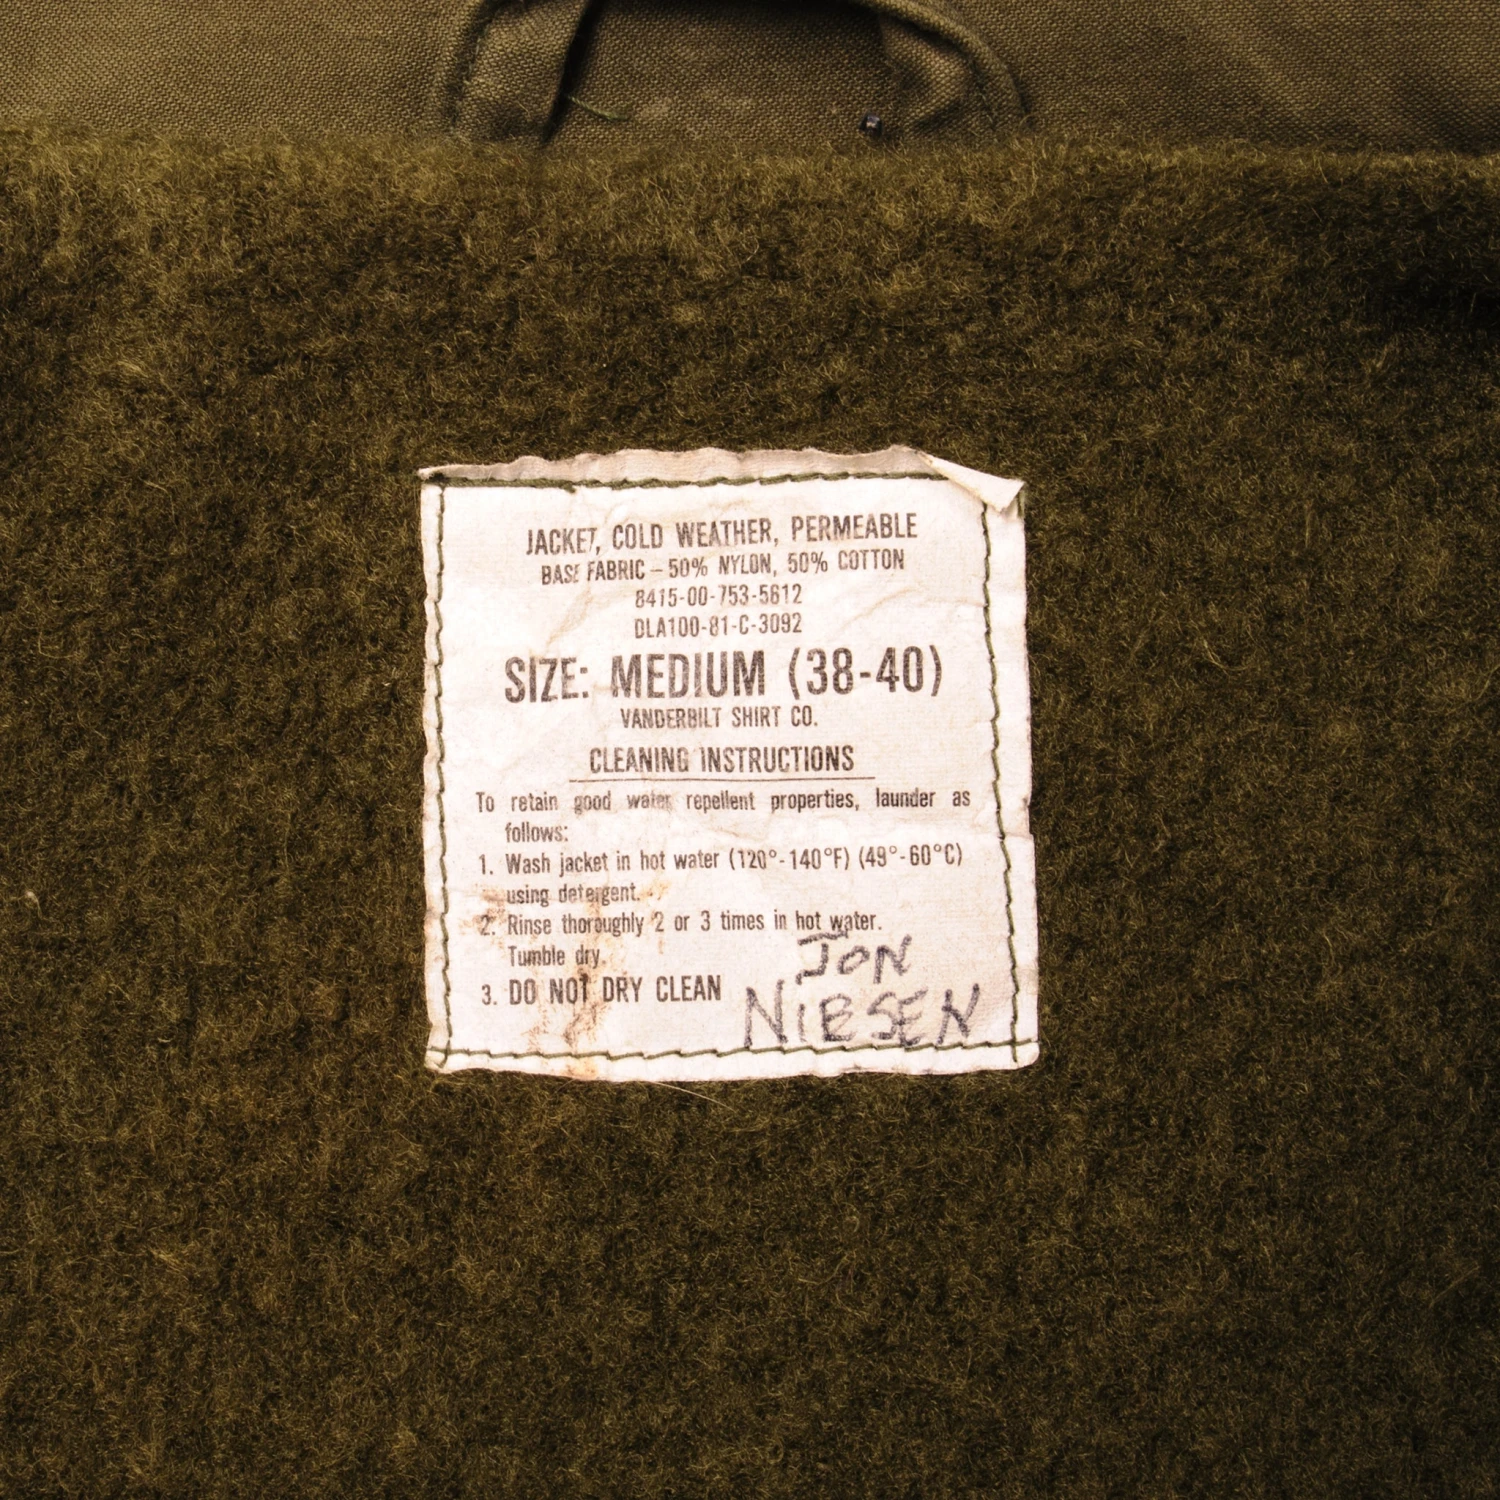 JACKET, COLD WEATHER, PERMEABLE
BASE FABRIC – 50% NYLON, 50% COTTON
8415-00-753-5612
DLA100-81-C-3092
SIZE: MEDIUM (38-40)
VANDERBILT SHIRT CO.
CLEANING INSTRUCTIONS
To retain good water repellent properties, launder as
follows:
1. Wash jacket in hot water (120°-140°F) (49°-60°C)
using detergent.
2. Rinse thoroughly 2 or 3 times in hot water.
Tumble dry.
3. DO NOT DRY CLEAN
JON
NIESEN